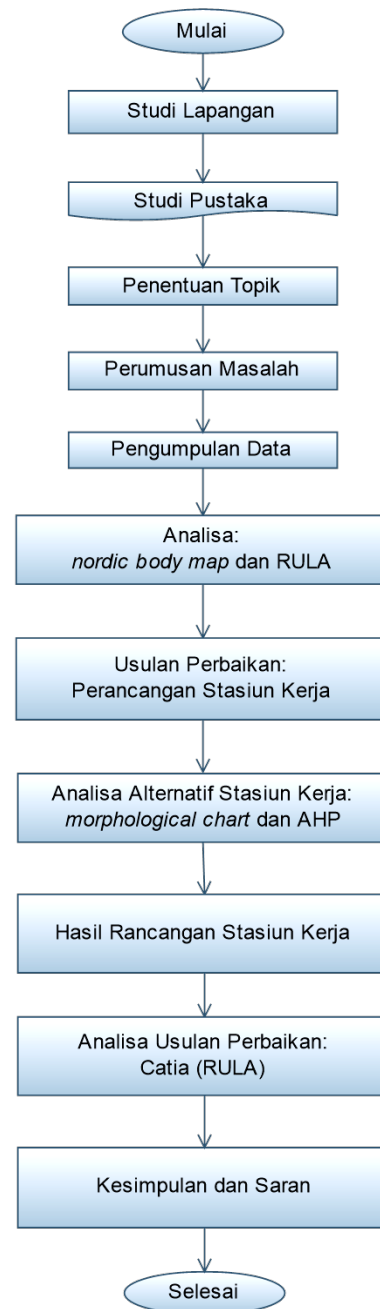 Mulai
Studi Lapangan
Studi Pustaka
Penentuan Topik
Perumusan Masalah
Pengumpulan Data
Analisa:
nordic body map dan RULA
Usulan Perbaikan:
Perancangan Stasiun Kerja
Analisa Alternatif Stasiun Kerja:
morphological chart dan AHP
Hasil Rancangan Stasiun Kerja
Analisa Usulan Perbaikan:
Catia (RULA)
Kesimpulan dan Saran
Selesai